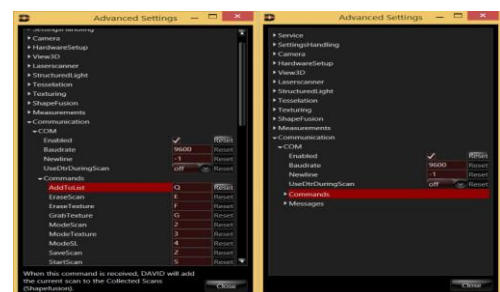 Advanced Settings
SettingsHandling
Camera
HardwareSetup
View3D
Laserscanner
StructuredLight
Tesselation
Texturing
ShapeFusion
Measurements
Communication
COM
Enabled Reset
Baudrate 9600 Reset
Newline -1 Reset
UseDtrDuringScan off Reset
Commands
AddToList Q Reset
EraseScan E Reset
EraseTexture F Reset
GrabTexture G Reset
ModeScan 2 Reset
ModeTexture 3 Reset
ModeSL 4 Reset
SaveScan Z Reset
StartScan S Reset
When this command is received, DAVID will add
the current scan to the Collected Scans
(Shapefusion).
Close
Advanced Settings
Service
SettingsHandling
Camera
HardwareSetup
View3D
Laserscanner
StructuredLight
Tesselation
Texturing
ShapeFusion
Measurements
Communication
COM
Enabled Reset
Baudrate 9600 Reset
Newline -1 Reset
UseDtrDuringScan off Reset
Commands
Messages
Close